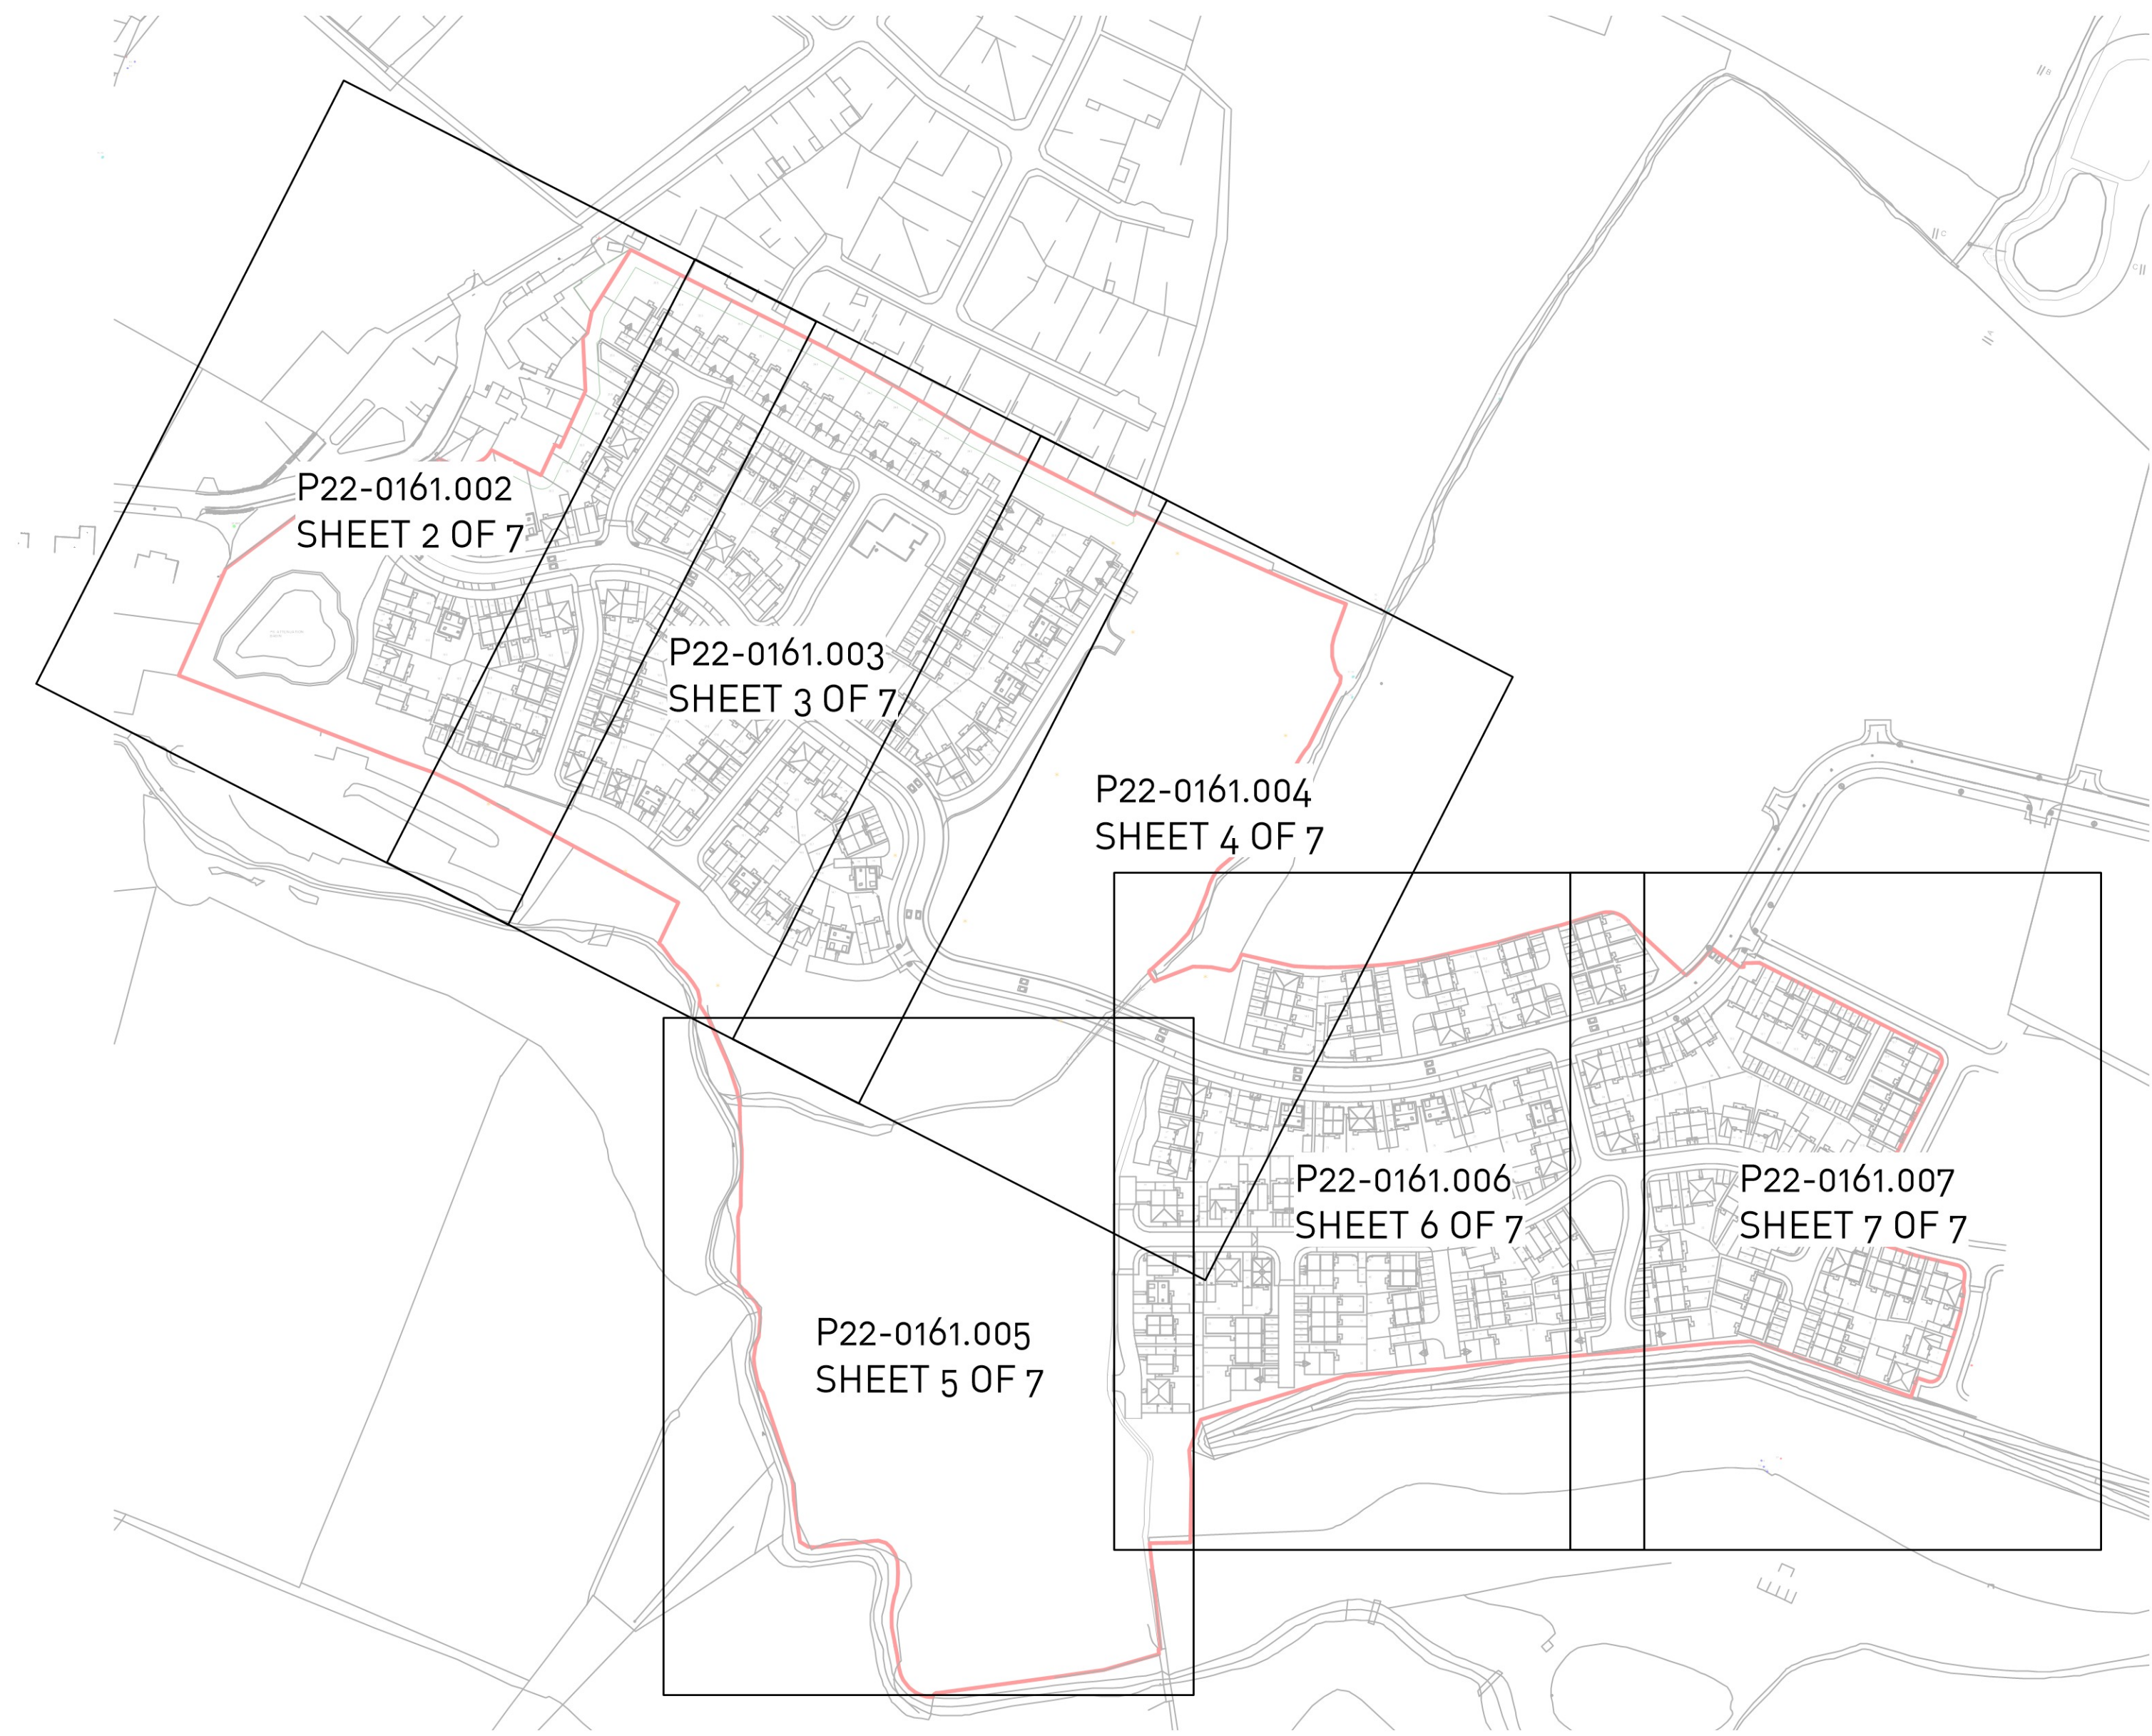 P22-0161.002
SHEET 2 OF 7
P22-0161.003
SHEET 3 OF 7
P22-0161.004
SHEET 4 OF 7
P22-0161.005
SHEET 5 OF 7
P22-0161.006
SHEET 6 OF 7
P22-0161.007
SHEET 7 OF 7